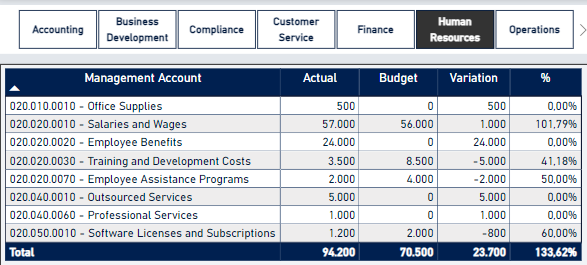 Accounting Business Development Compliance Customer Service Finance Human Resources Operations
Management Account Actual Budget Variation %
020.010.0010 - Office Supplies 500 0 500 0,00%
020.020.0010 - Salaries and Wages 57.000 56.000 1.000 101,79%
020.020.0020 - Employee Benefits 24.000 0 24.000 0,00%
020.020.0030 - Training and Development Costs 3.500 8.500 -5.000 41,18%
020.020.0070 - Employee Assistance Programs 2.000 4.000 -2.000 50,00%
020.040.0010 - Outsourced Services 5.000 0 5.000 0,00%
020.040.0060 - Professional Services 1.000 0 1.000 0,00%
020.050.0010 - Software Licenses and Subscriptions 1.200 2.000 -800 60,00%
Total 94.200 70.500 23.700 133,62%